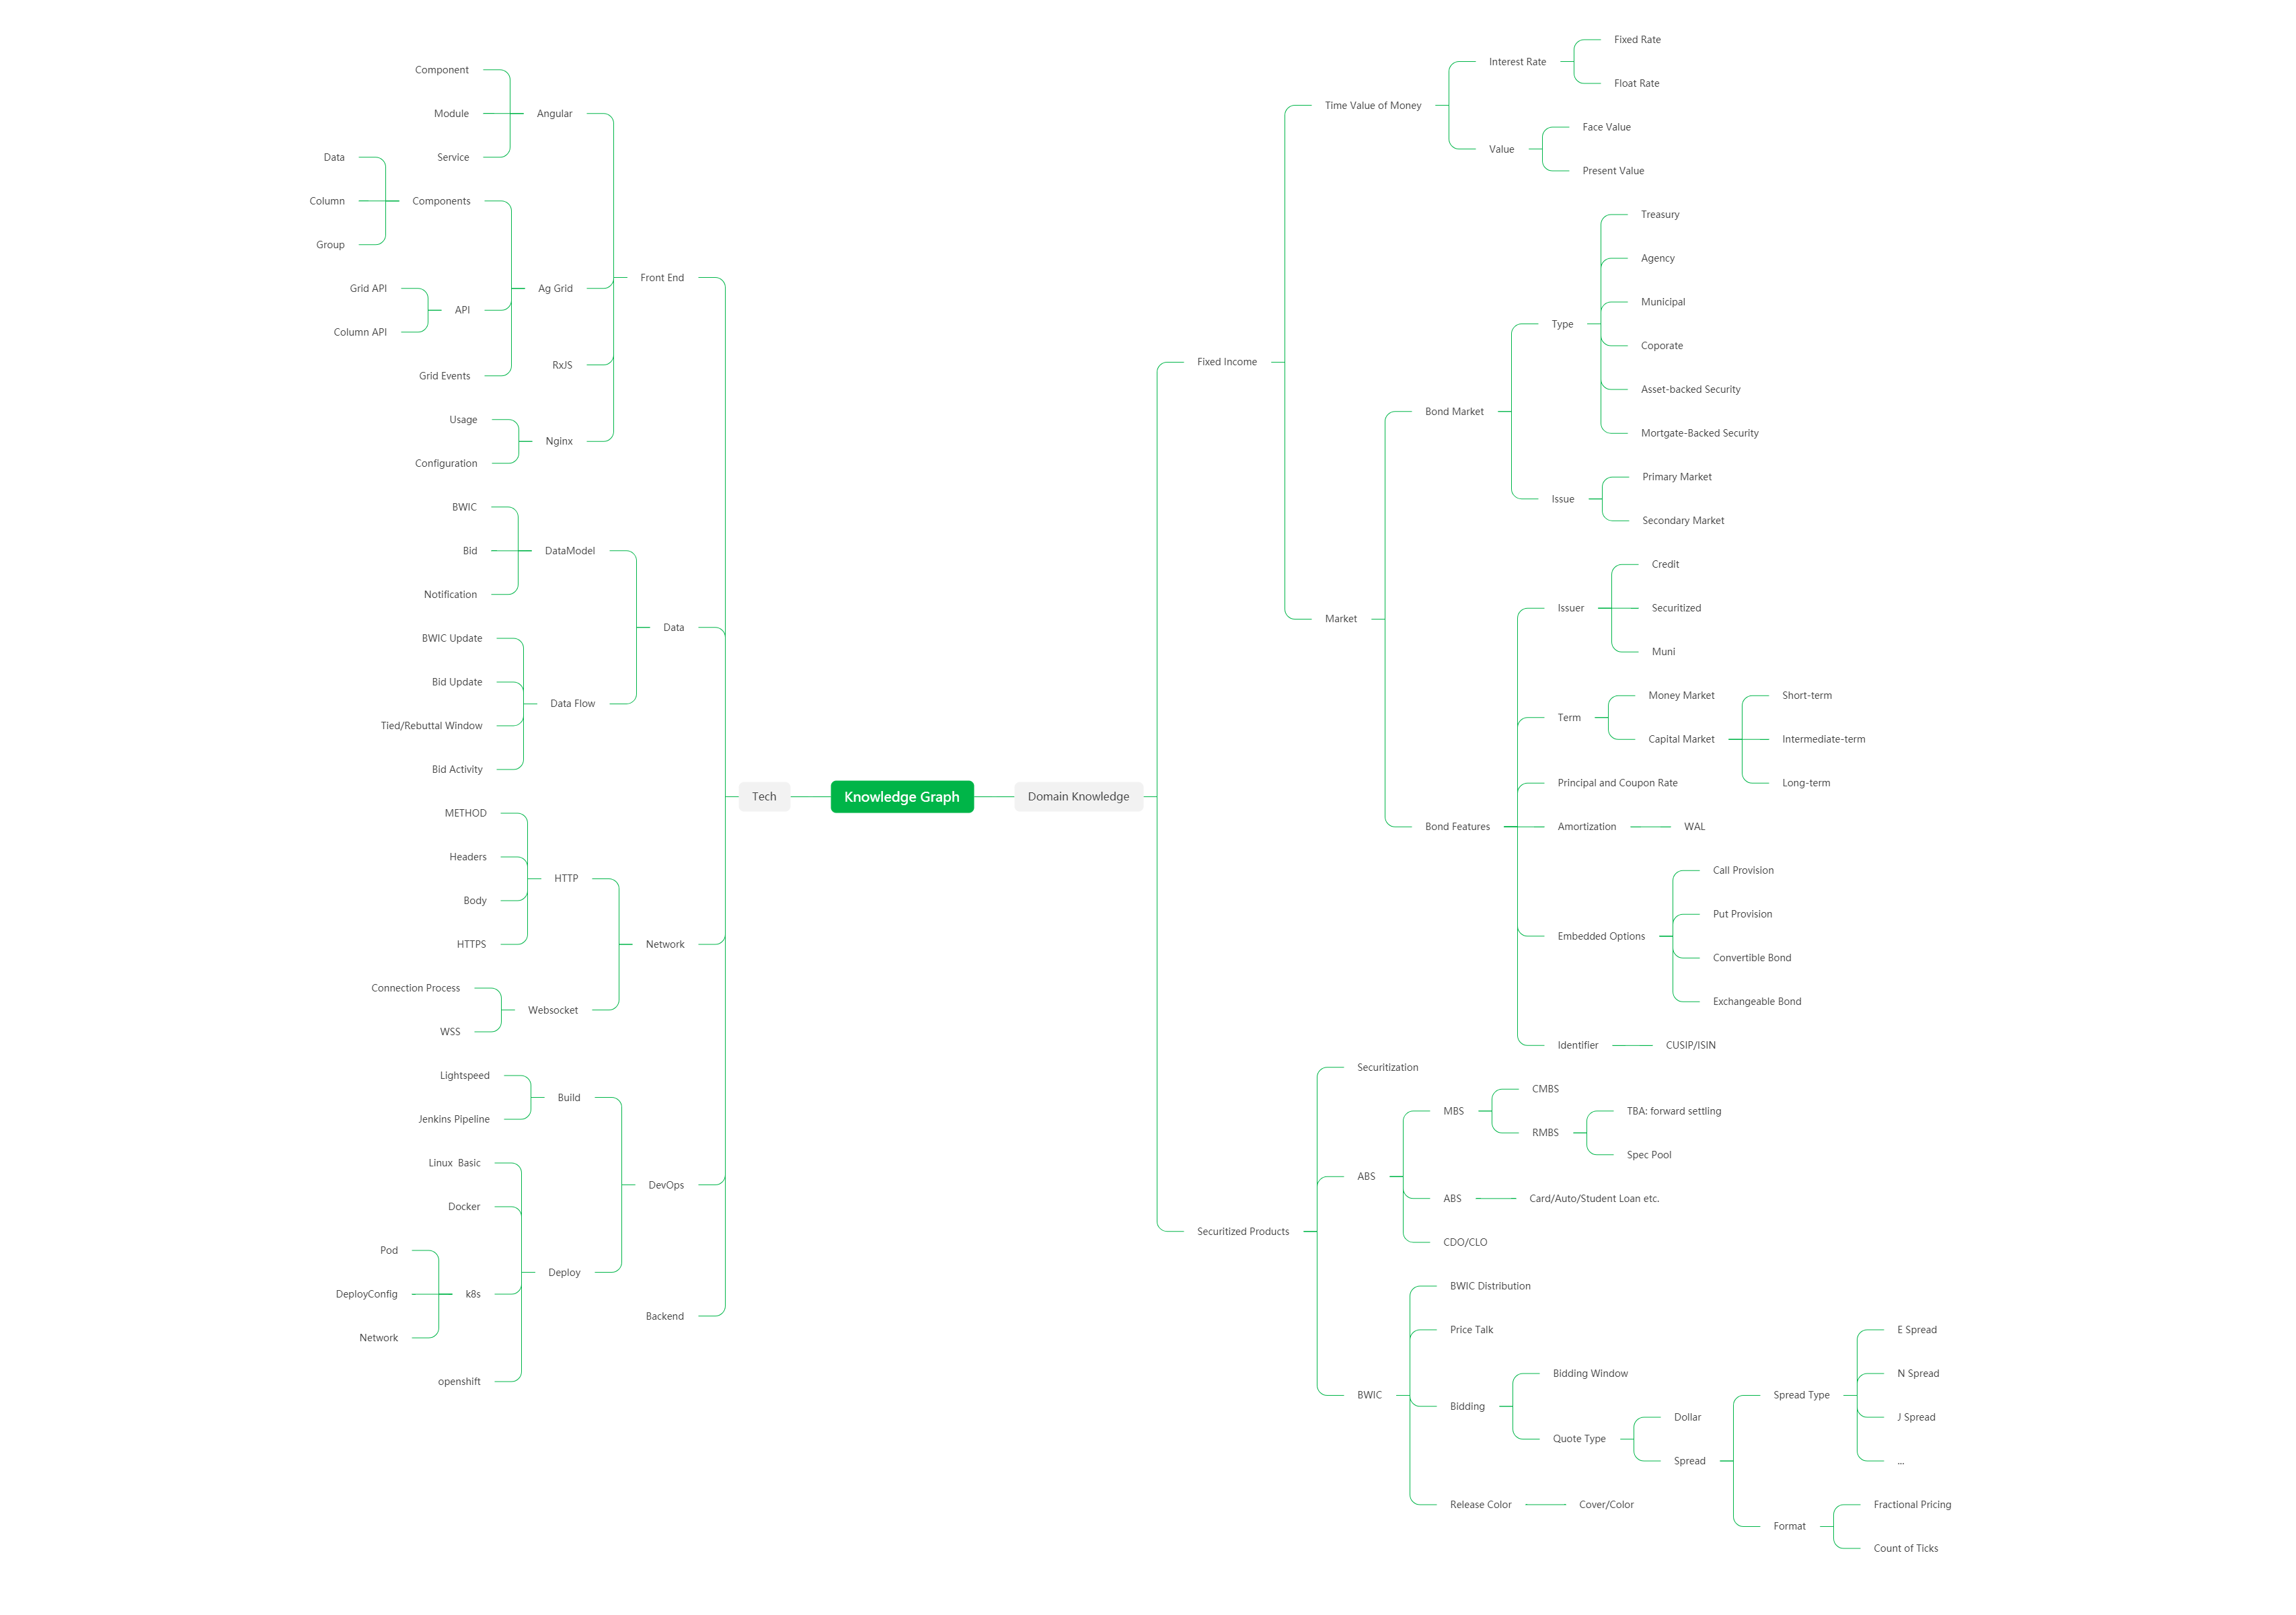 Knowledge Graph
Tech
Front End
Angular
Component
Module
Service
Ag Grid
Components
Data
Column
Group
API
Grid API
Column API
Grid Events
RxJS
Nginx
Usage
Configuration
Data
DataModel
BWIC
Bid
Notification
Data Flow
BWIC Update
Bid Update
Tied/Rebuttal Window
Bid Activity
Network
HTTP
METHOD
Headers
Body
HTTPS
Websocket
Connection Process
WSS
DevOps
Build
Lightspeed
Jenkins Pipeline
Deploy
Linux  Basic
Docker
k8s
Pod
DeployConfig
Network
openshift
Backend
Domain Knowledge
Fixed Income
Time Value of Money
Interest Rate
Fixed Rate
Float Rate
Value
Face Value
Present Value
Market
Bond Market
Type
Treasury
Agency
Municipal
Coporate
Asset-backed Security
Mortgate-Backed Security
Issue
Primary Market
Secondary Market
Bond Features
Issuer
Credit
Securitized
Muni
Term
Money Market
Capital Market
Short-term
Intermediate-term
Long-term
Principal and Coupon Rate
Amortization
WAL
Embedded Options
Call Provision
Put Provision
Convertible Bond
Exchangeable Bond
Identifier
CUSIP/ISIN
Securitized Products
Securitization
ABS
MBS
CMBS
RMBS
TBA: forward settling
Spec Pool
ABS
Card/Auto/Student Loan etc.
CDO/CLO
BWIC
BWIC Distribution
Price Talk
Bidding
Bidding Window
Quote Type
Dollar
Spread
Spread Type
E Spread
N Spread
J Spread
...
Format
Fractional Pricing
Count of Ticks
Release Color
Cover/Color